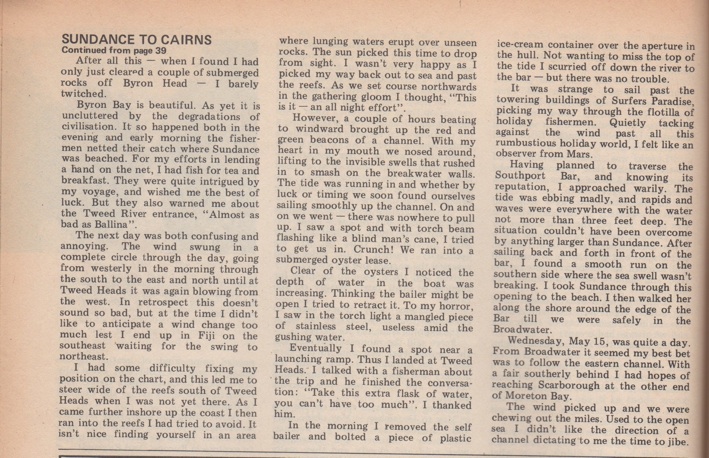 SUNDANCE TO CAIRNS
Continued from page 39
After all this — when I found I had
only just cleared a couple of submerged
rocks off Byron Head — I barely
twitched.
Byron Bay is beautiful. As yet it is
uncluttered by the degradations of
civilisation. It so happened both in the
evening and early morning the fisher-
men netted their catch where Sundance
was beached. For my efforts in lending
a hand on the net, I had fish for tea and
breakfast. They were quite intrigued by
my voyage, and wished me the best of
luck. But they also warned me about
the Tweed River entrance, "Almost as
bad as Ballina".
The next day was both confusing and
annoying. The wind swung in a
complete circle through the day, going
from westerly in the morning through
the south to the east and north until at
Tweed Heads it was again blowing from
the west. In retrospect this doesn't
sound so bad, but at the time I didn't
like to anticipate a wind change too
much lest I end up in Fiji on the
southeast waiting for the swing to
northeast.
I had some difficulty fixing my
position on the chart, and this led me to
steer wide of the reefs south of Tweed
Heads when I was not yet there. As I
came further inshore up the coast I then
ran into the reefs I had tried to avoid. It
isn't nice finding yourself in an area
where lunging waters erupt over unseen
rocks. The sun picked this time to drop
from sight. I wasn't very happy as I
picked my way back out to sea and past
the reefs. As we set course northwards
in the gathering gloom I thought, "This
is it — an all night effort".
However, a couple of hours beating
to windward brought up the red and
green beacons of a channel. With my
heart in my mouth we nosed around,
lifting to the invisible swells that rushed
in to smash on the breakwater walls.
The tide was running in and whether by
luck or timing we soon found ourselves
sailing smoothly up the channel. On and
on we went — there was nowhere to pull
up. I saw a spot and with torch beam
flashing like a blind man's cane, I tried
to get us in. Crunch! We ran into a
submerged oyster lease.
Clear of the oysters I noticed the
depth of water in the boat was
increasing. Thinking the bailer might be
open I tried to retract it. To my horror,
I saw in the torch light a mangled piece
of stainless steel, useless amid the
gushing water.
Eventually I found a spot near a
launching ramp. Thus I landed at Tweed
Heads. I talked with a fisherman about
the trip and he finished the conversa-
tion: "Take this extra flask of water,
you can't have too much". I thanked
him.
In the morning I removed the self
bailer and bolted a piece of plastic
ice-cream container over the aperture in
the hull. Not wanting to miss the top of
the tide I scurried off down the river to
the bar — but there was no trouble.
It was strange to sail past the
towering buildings of Surfers Paradise,
picking my way through the flotilla of
holiday fishermen. Quietly tacking
against the wind past all this
rumbustious holiday world, I felt like an
observer from Mars.
Having planned to traverse the
Southport Bar, and knowing its
reputation, I approached warily. The
tide was ebbing madly, and rapids and
waves were everywhere with the water
not more than three feet deep. The
situation couldn't have been overcome
by anything larger than Sundance. After
sailing back and forth in front of the
bar, I found a smooth run on the
southern side where the sea swell wasn't
breaking. I took Sundance through this
opening to the beach. I then walked her
along the shore around the edge of the
Bar till we were safely in the
Broadwater.
Wednesday, May 15, was quite a day.
From Broadwater it seemed my best bet
was to follow the eastern channel. With
a fair southerly behind I had hopes of
reaching Scarborough at the other end
of Moreton Bay.
The wind picked up and we were
chewing out the miles. Used to the open
sea I didn't like the direction of a
channel dictating to me the time to jibe.